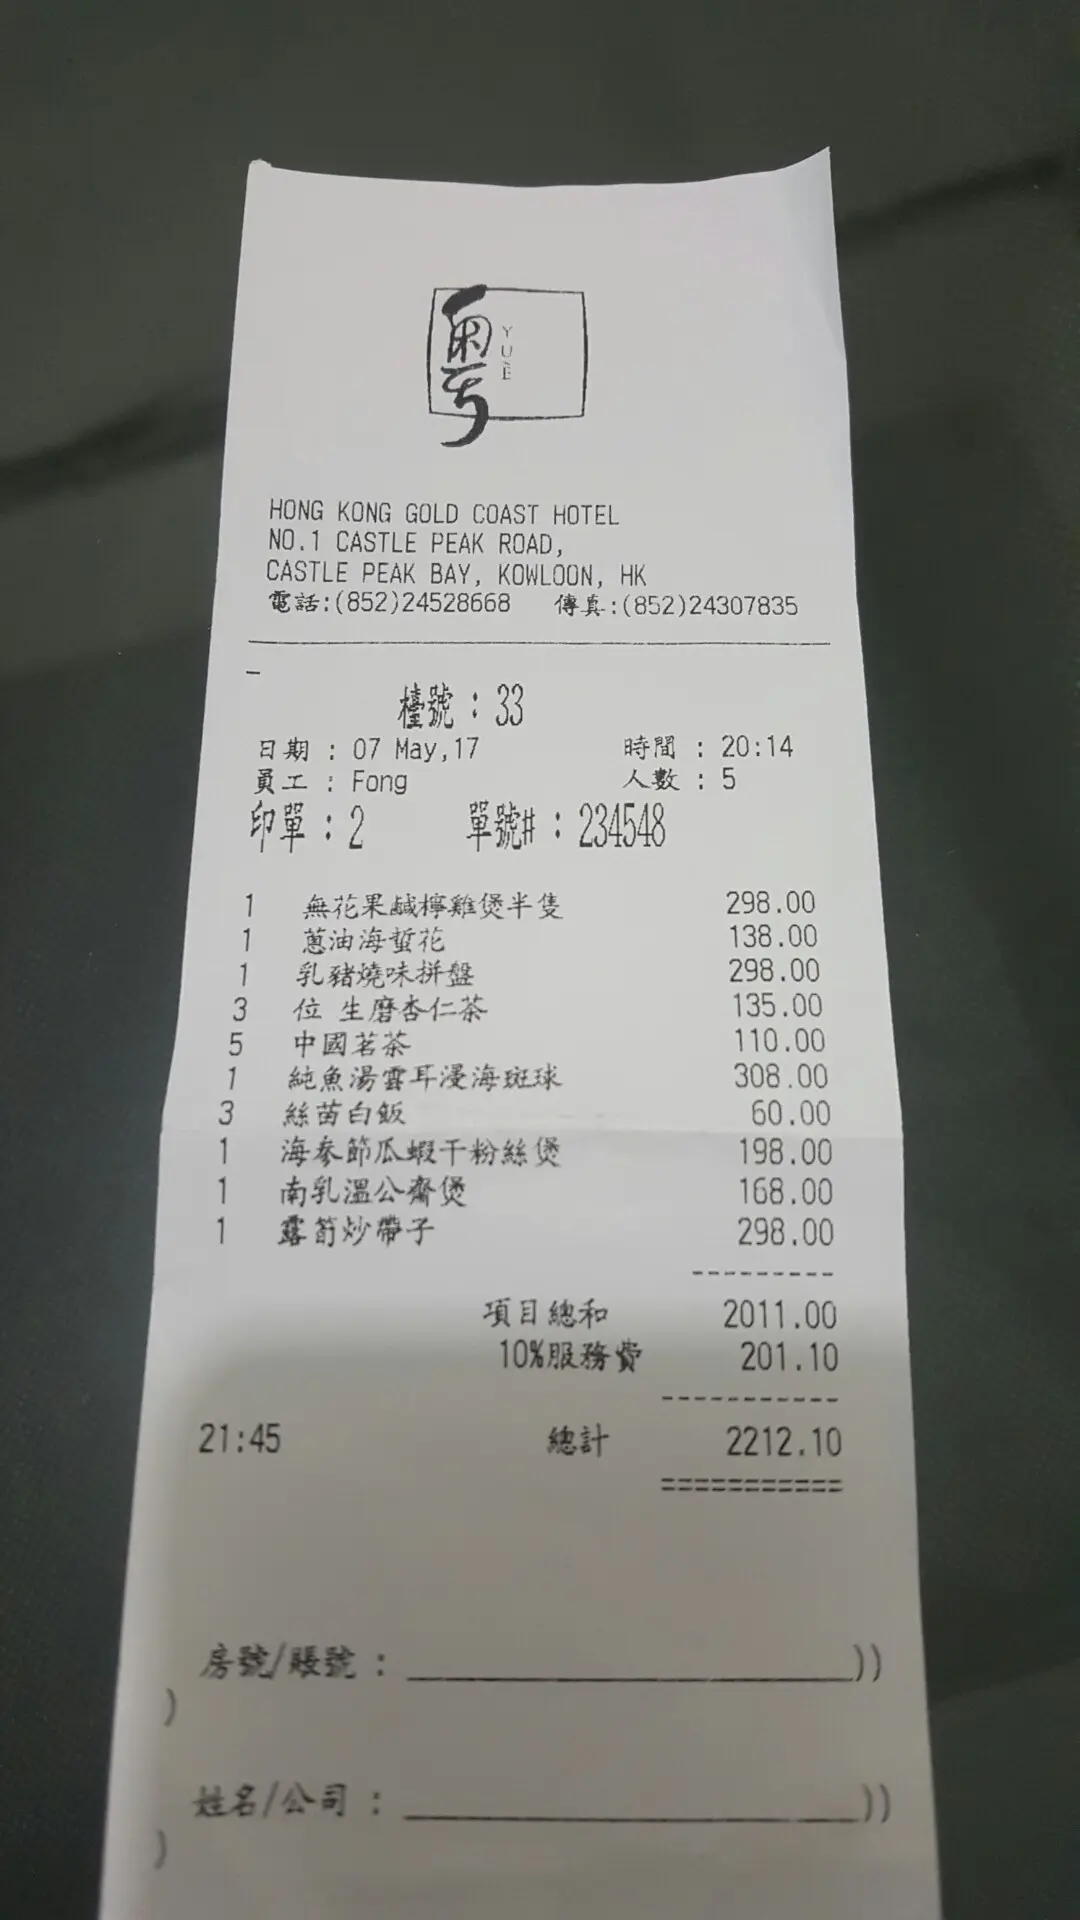 粵
YUÈ
HONG KONG GOLD COAST HOTEL
NO.1 CASTLE PEAK ROAD,
CASTLE PEAK BAY, KOWLOON, HK
電話:(852)24528668 傳真:(852)24307835
檯號 : 33
日期 : 07 May,17 時間 : 20:14
員工 : Fong 人數 : 5
印單 : 2 單號# : 234548
1 無花果鹹檸雞煲半隻 298.00
1 蔥油海蜇花 138.00
1 乳豬燒味拼盤 298.00
3 位 生磨杏仁茶 135.00
5 中國茗茶 110.00
1 純魚湯雲耳浸海斑球 308.00
3 絲苗白飯 60.00
1 海參節瓜蝦干粉絲煲 198.00
1 南乳溫公齋煲 168.00
1 露筍炒帶子 298.00
---------
項目總和 2011.00
10%服務費 201.10
-----------
21:45 總計 2212.10
===========
房號/賬號 : ______________________))
)
姓名/公司 : ______________________))
)